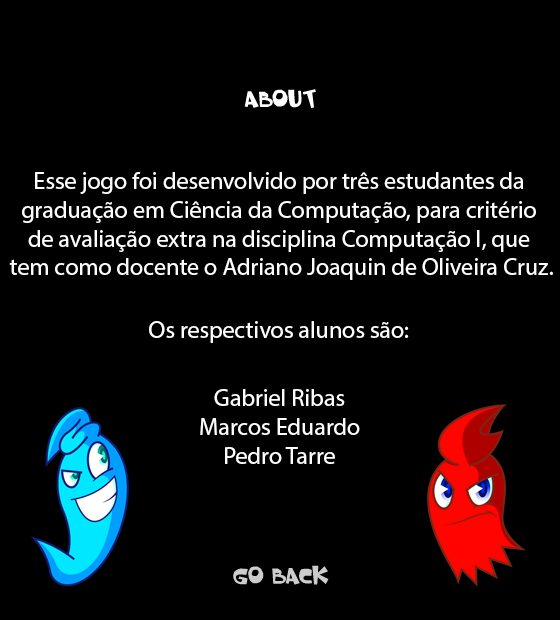 ABOUT
Esse jogo foi desenvolvido por três estudantes da
graduação em Ciência da Computação, para critério
de avaliação extra na disciplina Computação I, que
tem como docente o Adriano Joaquin de Oliveira Cruz.
Os respectivos alunos são:
Gabriel Ribas
Marcos Eduardo
Pedro Tarre
GO BACK